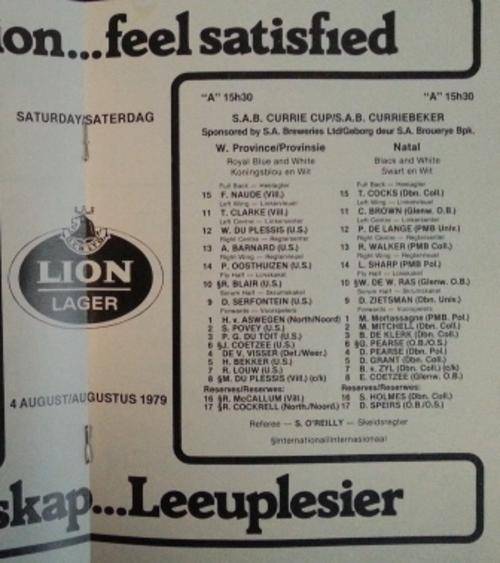 ion...feel satisfied
SATURDAY/SATERDAG
LION
LAGER
4 AUGUST/AUGUSTUS 1979
"A" 15h30 "A" 15h30
S.A.B. CURRIE CUP/S.A.B. CURRIEBEKER
Sponsored by S.A. Breweries Ltd/Geborg deur S.A. Brouerye Bpk.
W. Province/Provinsie Natal
Royal Blue and White Black and White
Koningsblou en Wit Swart en Wit
Full Back — Heelagter Full Back — Heelagter
15 F. NAUDE (Vill.) 15 T. COCKS (Dbn. Coll.)
Left Wing — Linkervleuel Left Wing — Linkervleuel
11 T. CLARKE (Vill.) 11 C. BROWN (Glenw. O.B.)
Left Centre — Linkersenter Left Centre — Linkersenter
12 W. DU PLESSIS (U.S.) 12 P. DE LANGE (PMB Univ.)
Right Centre — Regtersenter Right Centre — Regtersenter
13 A. BARNARD (U.S.) 13 R. WALKER (PMB Coll.)
Right Wing — Regtervleuel Right Wing — Regtervleuel
14 P. OOSTHUIZEN (U.S.) 14 L. SHARP (PMB Pol.)
Fly Half — Losskakel Fly Half — Losskakel
10 §R. BLAIR (U.S.) 10 §W. DE W. RAS (Glenw. O.B.)
Scrum Half — Skrumskakel Scrum Half — Skrumskakel
9 D. SERFONTEIN (U.S.) 9 D. ZIETSMAN (Dbn. Univ.)
Forwards — Voorspelers Forwards — Voorspelers
1 H. v. ASWEGEN (North/Noord) 1 M. Mortassagne (PMB. Pol.)
2 S. POVEY (U.S.) 2 M. MITCHELL (Dbn. Coll.)
3 P. G. DU TOIT (U.S.) 3 B. DE KLERK (Dbn. Coll.)
6 §J. COETZEE (U.S.) 6 §G. PEARSE (O.B./O.S.)
4 DE V. VISSER (Def./Weer.) 4 D. PEARSE (Dbn. Pol.)
5 H. BEKKER (U.S.) 5 D. GRANT (Dbn. Coll.)
7 R. LOUW (U.S.) 7 B. v. ZYL (Dbn. Coll.) (c/k)
8 §M. DU PLESSIS (Vill.) (c/k) 8 E. COETZEE (Glenw. O.B.)
Reserves/Reserwes: Reserves/Reserwes:
16 §R. McCALLUM (Vill.) 16 S. HOLMES (Dbn. Coll.)
17 §R. COCKRELL (North./Noord.) 17 D. SPEIRS (O.B./O.S.)
Referee — S. O'REILLY — Skeidsregter
§International/Internasionaal
skap...Leeuplesier